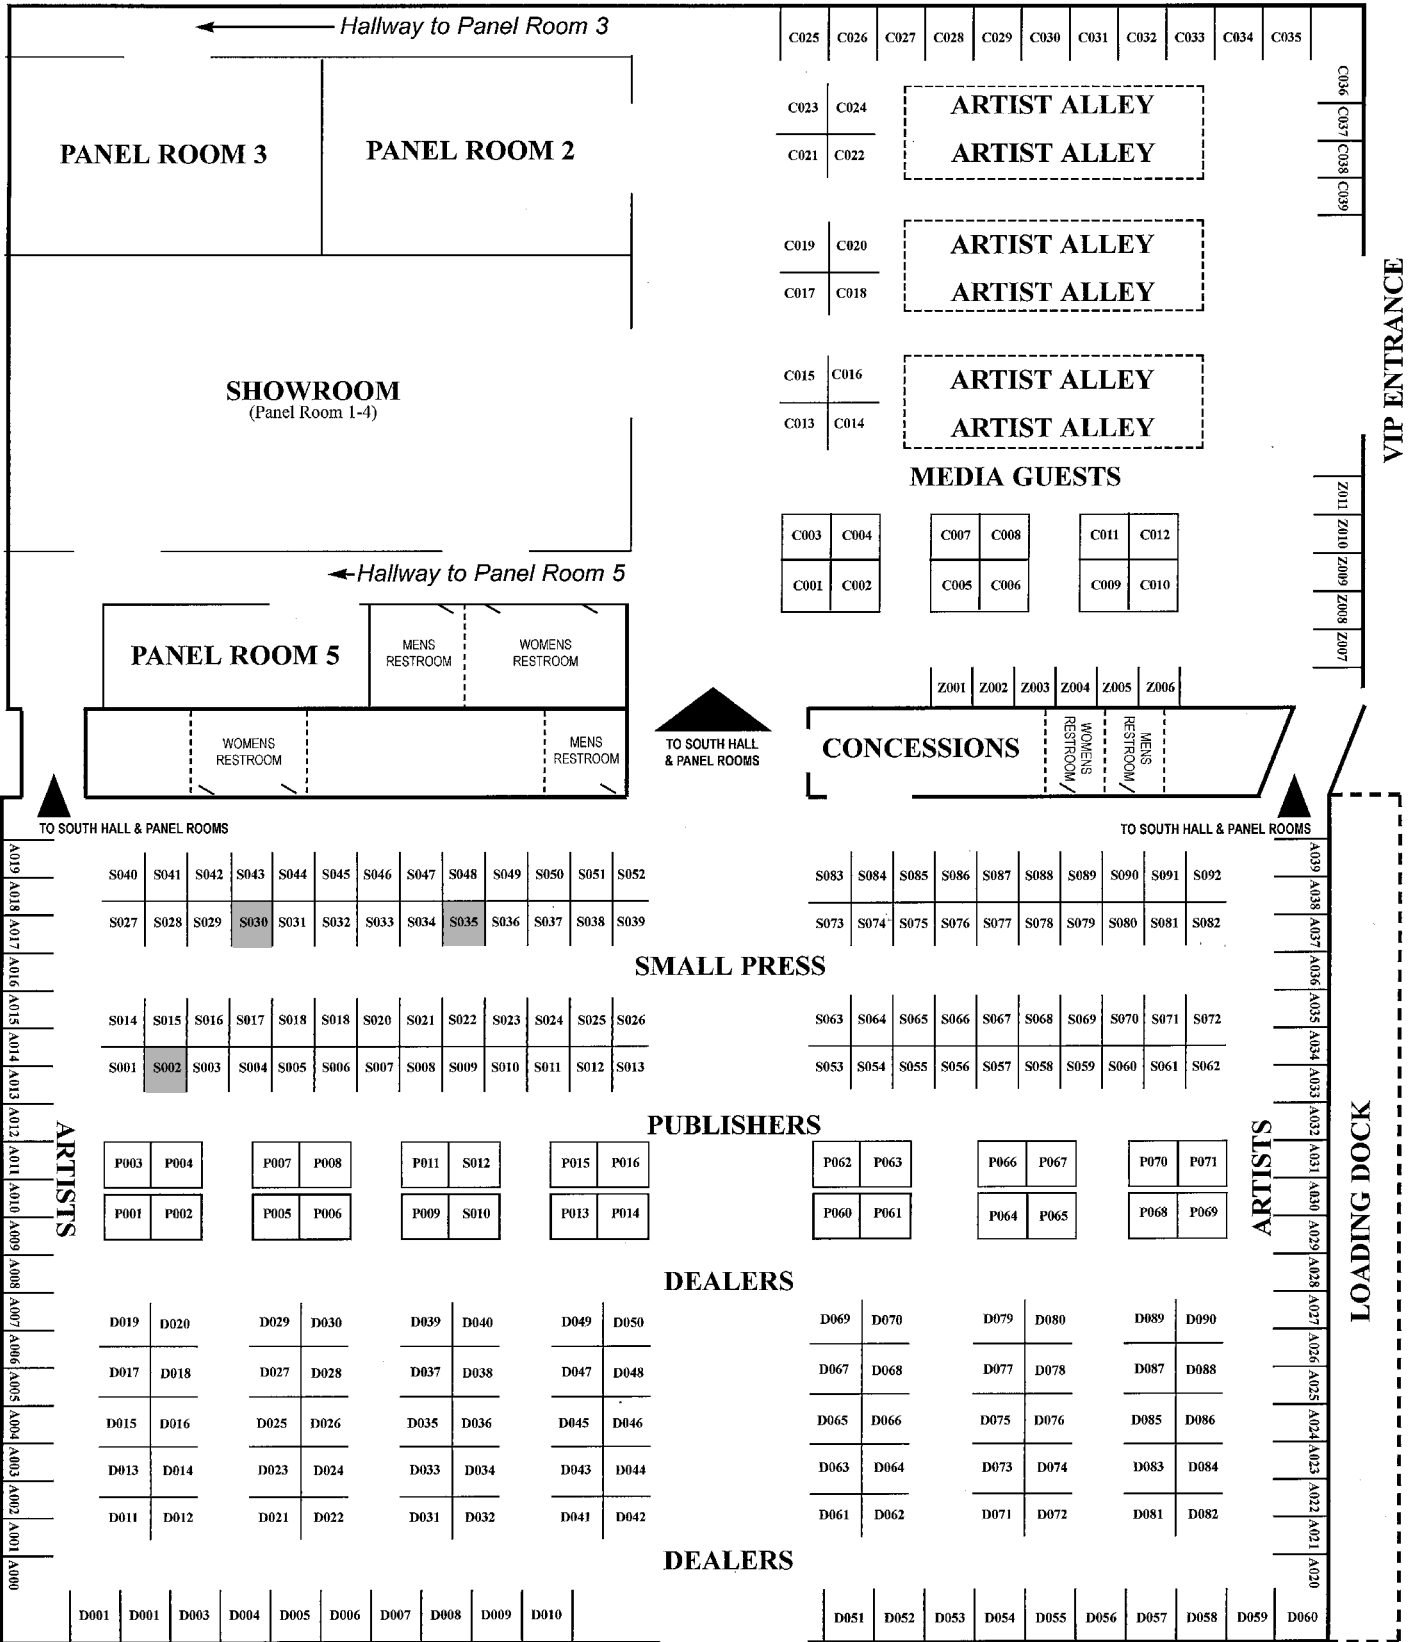 Hallway to Panel Room 3
C025 C026 C027 C028 C029 C030 C031 C032 C033 C034 C035
C036
C037
C038
C039
C023 C024
C021 C022
ARTIST ALLEY
ARTIST ALLEY
PANEL ROOM 3
PANEL ROOM 2
C019 C020
C017 C018
ARTIST ALLEY
ARTIST ALLEY
VIP ENTRANCE
SHOWROOM
(Panel Room 1-4)
C015 C016
C013 C014
ARTIST ALLEY
ARTIST ALLEY
MEDIA GUESTS
Z011
Z010
Z009
Z008
Z007
C003 C004 C007 C008 C011 C012
C001 C002 C005 C006 C009 C010
Hallway to Panel Room 5
PANEL ROOM 5
MENS
RESTROOM
WOMENS
RESTROOM
Z001 Z002 Z003 Z004 Z005 Z006
WOMENS
RESTROOM
MENS
RESTROOM
TO SOUTH HALL
& PANEL ROOMS
CONCESSIONS
WOMENS
RESTROOM
MENS
RESTROOM
TO SOUTH HALL & PANEL ROOMS
TO SOUTH HALL & PANEL ROOMS
A019
A018
A017
A016
A015
A014
A013
A012
A011
A010
A009
A008
A007
A006
A005
A004
A003
A002
A001
A000
ARTISTS
S040 S041 S042 S043 S044 S045 S046 S047 S048 S049 S050 S051 S052
S027 S028 S029 S030 S031 S032 S033 S034 S035 S036 S037 S038 S039
S083 S084 S085 S086 S087 S088 S089 S090 S091 S092
S073 S074 S075 S076 S077 S078 S079 S080 S081 S082
SMALL PRESS
S014 S015 S016 S017 S018 S018 S020 S021 S022 S023 S024 S025 S026
S001 S002 S003 S004 S005 S006 S007 S008 S009 S010 S011 S012 S013
S063 S064 S065 S066 S067 S068 S069 S070 S071 S072
S053 S054 S055 S056 S057 S058 S059 S060 S061 S062
PUBLISHERS
P003 P004 P007 P008 P011 S012 P015 P016
P001 P002 P005 P006 P009 S010 P013 P014
P062 P063 P066 P067 P070 P071
P060 P061 P064 P065 P068 P069
DEALERS
D019 D020 D029 D030 D039 D040 D049 D050
D017 D018 D027 D028 D037 D038 D047 D048
D015 D016 D025 D026 D035 D036 D045 D046
D013 D014 D023 D024 D033 D034 D043 D044
D011 D012 D021 D022 D031 D032 D041 D042
D069 D070 D079 D080 D089 D090
D067 D068 D077 D078 D087 D088
D065 D066 D075 D076 D085 D086
D063 D064 D073 D074 D083 D084
D061 D062 D071 D072 D081 D082
DEALERS
D001 D001 D003 D004 D005 D006 D007 D008 D009 D010
D051 D052 D053 D054 D055 D056 D057 D058 D059 D060
ARTISTS
A039
A038
A037
A036
A035
A034
A033
A032
A031
A030
A029
A028
A027
A026
A025
A024
A023
A022
A021
A020
LOADING DOCK